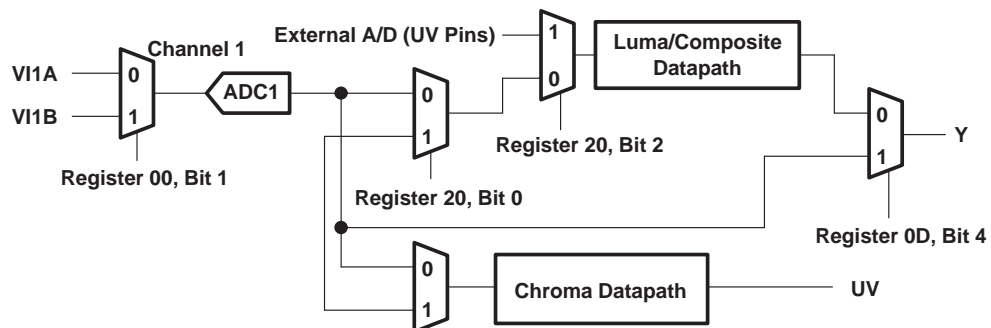 External A/D (UV Pins)
1
0
Luma/Composite
Datapath
Channel 1
VI1A
VI1B
0
1
ADC1
0
1
0
1
Y
Register 20, Bit 2
Register 00, Bit 1
Register 20, Bit 0
Register 0D, Bit 4
0
1
Chroma Datapath
UV